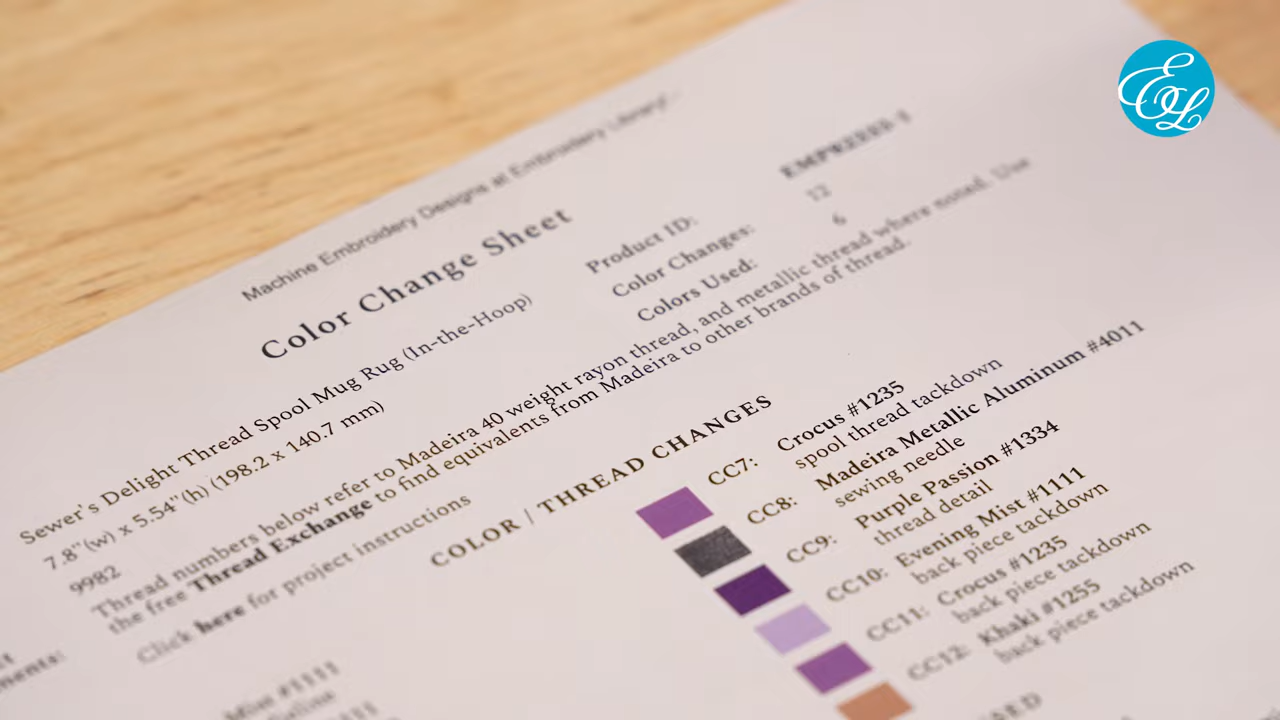 EL
Machine Embroidery Designs at Embroidery Library!
Color Change Sheet
Sewer's Delight Thread Spool Mug Rug (In-the-Hoop)
7.8"(w) x 5.54"(h) (198.2 x 140.7 mm)
9982
Product ID:
Color Changes: 12
Colors Used: 6
Thread numbers below refer to Madeira 40 weight rayon thread, and metallic thread where noted. Use
the free Thread Exchange to find equivalents from Madeira to other brands of thread.
Click here for project instructions
COLOR / THREAD CHANGES
CC7: Crocus #1235
spool thread tackdown
CC8: Madeira Metallic Aluminum #4011
sewing needle
CC9: Purple Passion #1334
thread detail
CC10: Evening Mist #1111
back piece tackdown
CC11: Crocus #1235
back piece tackdown
CC12: Khaki #1255
back piece tackdown
Mist #1111